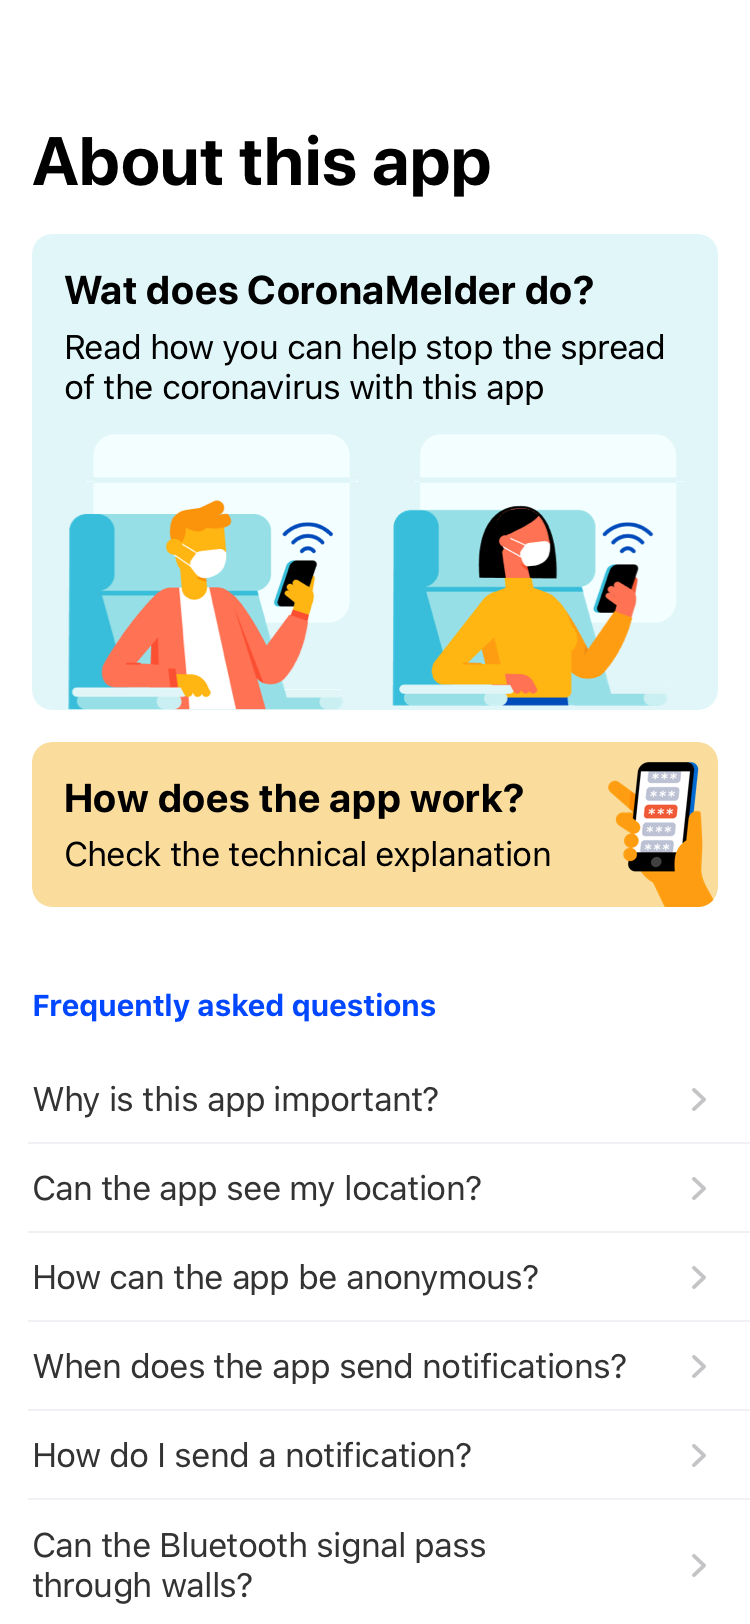 About this app
Wat does CoronaMelder do?
Read how you can help stop the spread
of the coronavirus with this app
How does the app work?
Check the technical explanation
***
***
***
***
***
Frequently asked questions
Why is this app important?
Can the app see my location?
How can the app be anonymous?
When does the app send notifications?
How do I send a notification?
Can the Bluetooth signal pass
through walls?